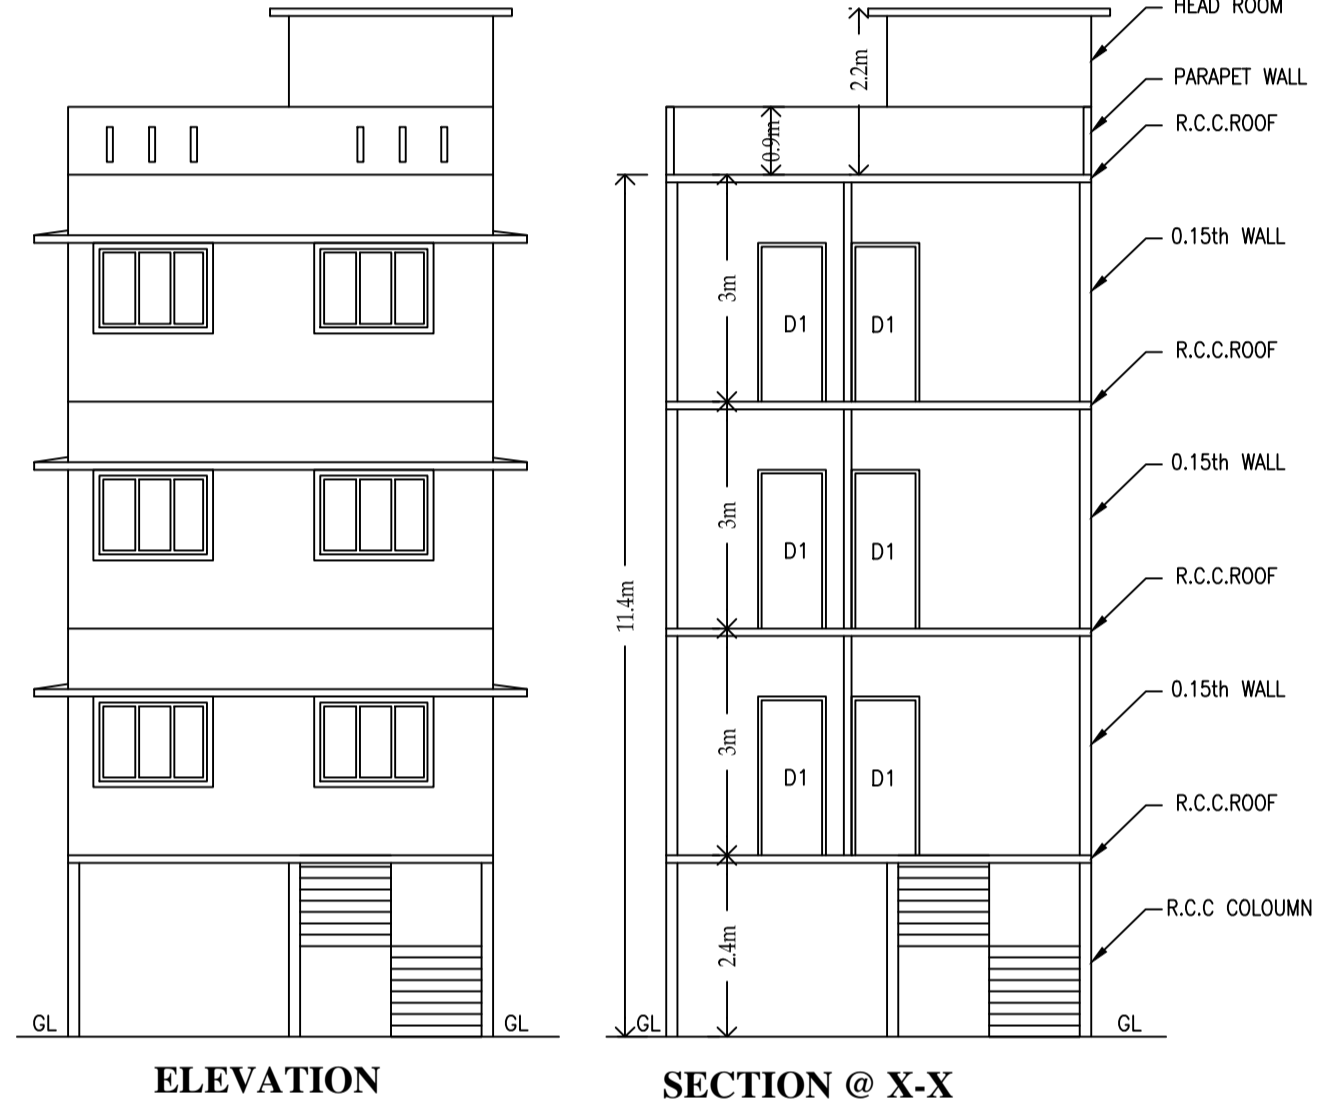 HEAD ROOM
2.2m
PARAPET WALL
R.C.C.ROOF
0.9m
0.15th WALL
3m
D1 D1
R.C.C.ROOF
0.15th WALL
3m
D1 D1
R.C.C.ROOF
11.4m
0.15th WALL
3m
D1 D1
R.C.C.ROOF
R.C.C COLOUMN
2.4m
GL GL GL GL
ELEVATION
SECTION @ X-X